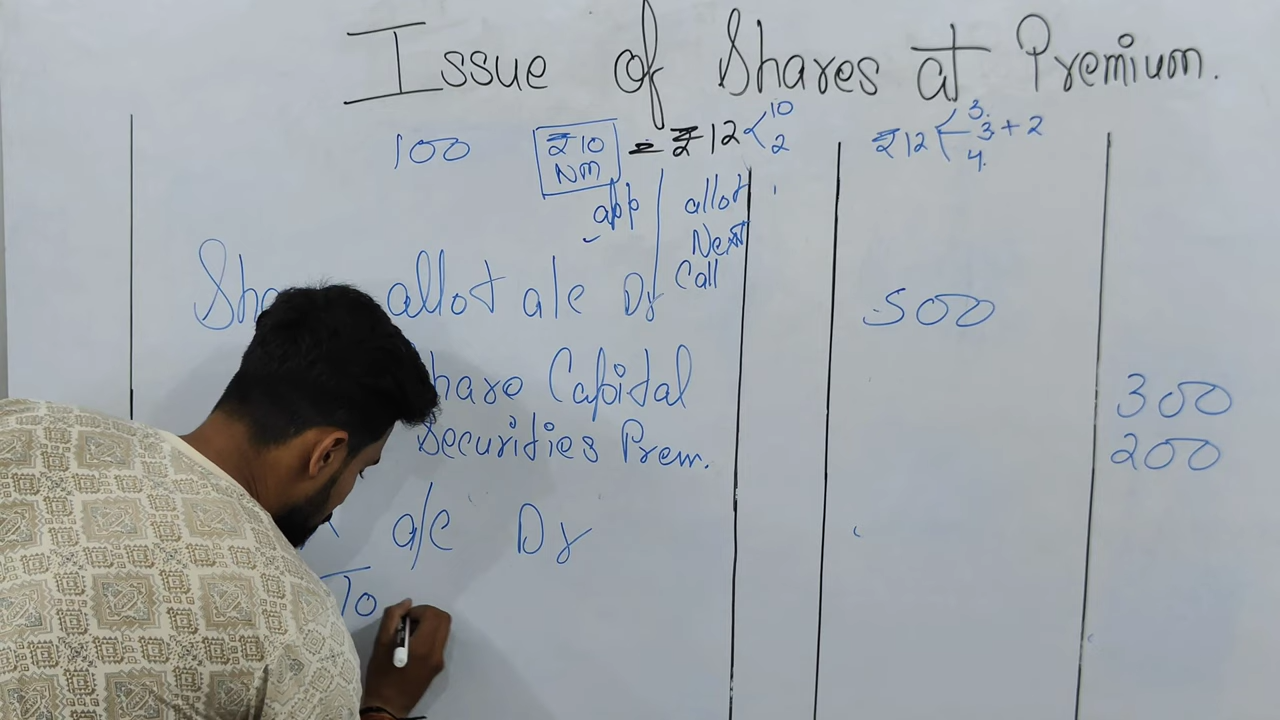 Issue of Shares at Premium.
100 ₹10 Nm = ₹12 < 10 2 ₹12 < 3. 3 + 2 4.
app allot
Next
Call
allot a/c Dr 500
hare Capital 300
Securities Prem. 200
a/c Dr
To